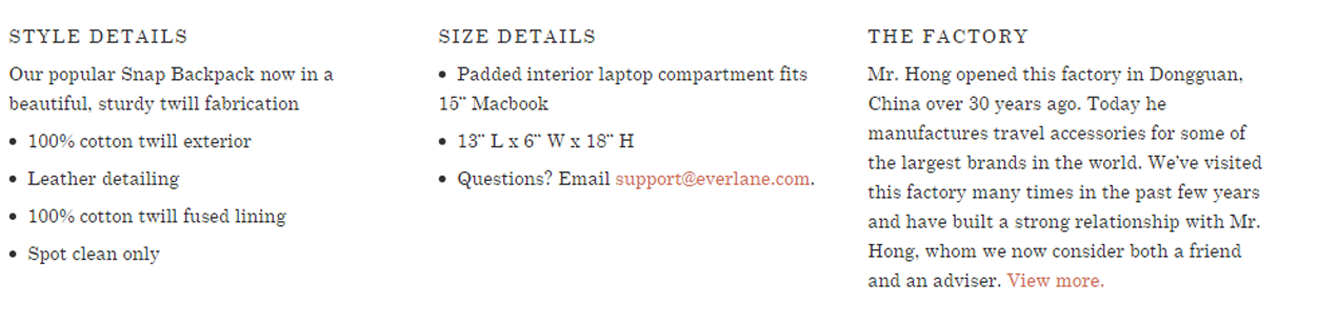 STYLE DETAILS
Our popular Snap Backpack now in a
beautiful, sturdy twill fabrication
• 100% cotton twill exterior
• Leather detailing
• 100% cotton twill fused lining
• Spot clean only
SIZE DETAILS
• Padded interior laptop compartment fits
15" Macbook
• 13" L x 6" W x 18" H
• Questions? Email support@everlane.com.
THE FACTORY
Mr. Hong opened this factory in Dongguan,
China over 30 years ago. Today he
manufactures travel accessories for some of
the largest brands in the world. We've visited
this factory many times in the past few years
and have built a strong relationship with Mr.
Hong, whom we now consider both a friend
and an adviser. View more.